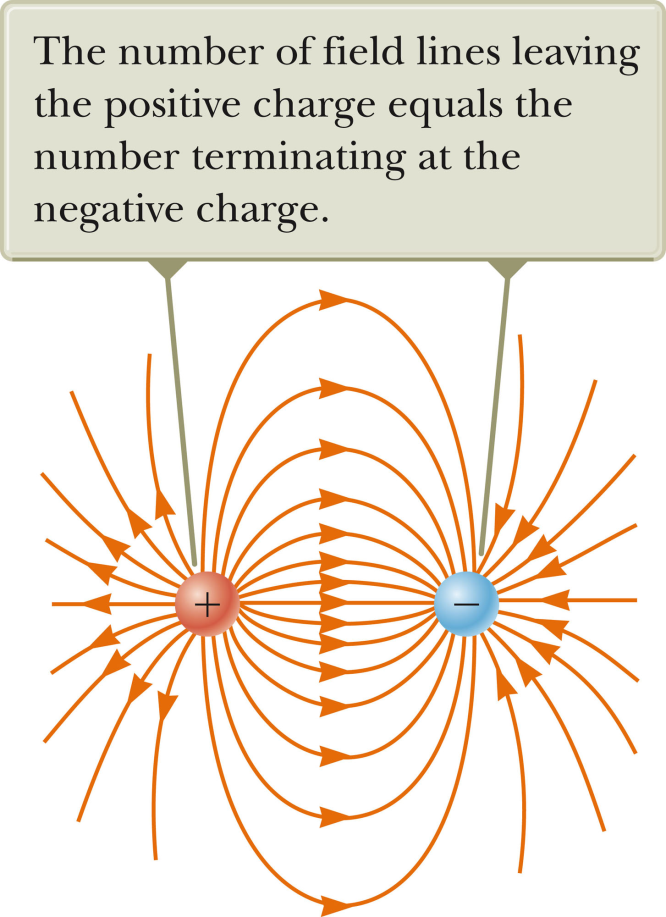 The number of field lines leaving
the positive charge equals the
number terminating at the
negative charge.
+
−